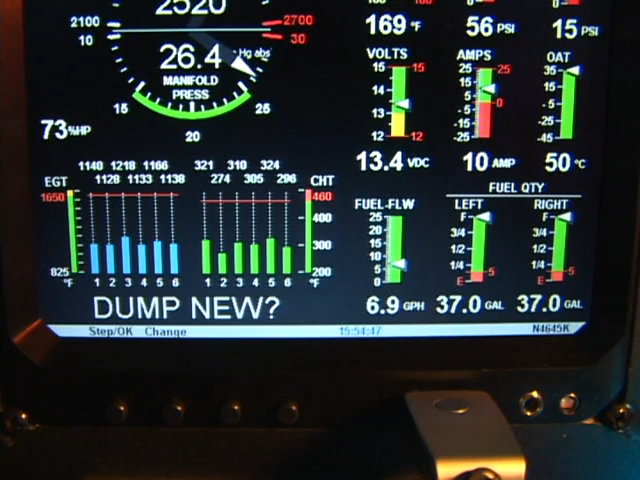 2520
2100 2700
10 30
26.4 Hg abs
MANIFOLD
PRESS
15 25
20
73%HP
169 °F 56 PSI 15 PSI
VOLTS AMPS OAT
15 15 25 25 35
14 15 15
13 5 0 -5
-5 -25
12 12 -15 -45
-25
13.4 VDC 10 AMP 50 °C
1140 1218 1166 321 310 324
1128 1133 1138 274 305 296
EGT CHT
1650 460
400
300
825 200
°F 1 2 3 4 5 6 1 2 3 4 5 6 °F
FUEL-FLW
25
20
15
10
5
0
6.9 GPH
FUEL QTY
LEFT RIGHT
F F
3/4 3/4
1/2 1/2
1/4 5 1/4 5
E E
37.0 GAL 37.0 GAL
DUMP NEW?
Step/OK Change 15:54:47 N4645K